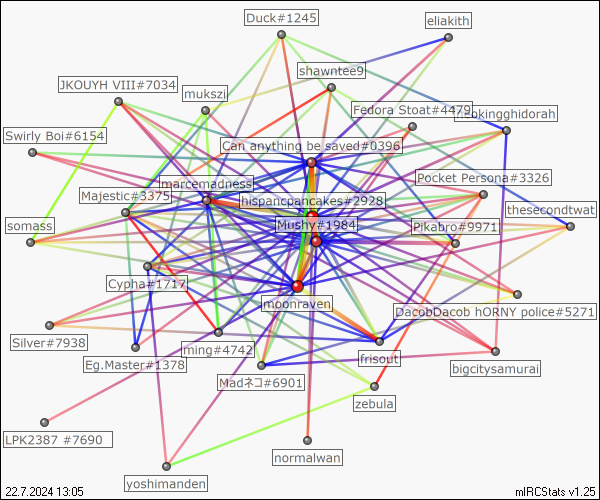 Duck#1245
eliakith
shawntee9
JKOUYH VIII#7034
mukszi
Fedora Stoat#4479
okingghidorah
Swirly Boi#6154
Can anything be saved#0396
Pocket Persona#3326
marcemadness
Majestic#3375
hispancpancakes#2928
thesecondtwat
somass
Mushy#1984
Pikabro#9971
Cypha#1717
moonraven
DacobDacob hORNY police#5271
Silver#7938
ming#4742
Eg.Master#1378
frisout
bigcitysamurai
Madネコ#6901
zebula
LPK2387 #7690
normalwan
yoshimanden
22.7.2024 13:05
mIRCStats v1.25